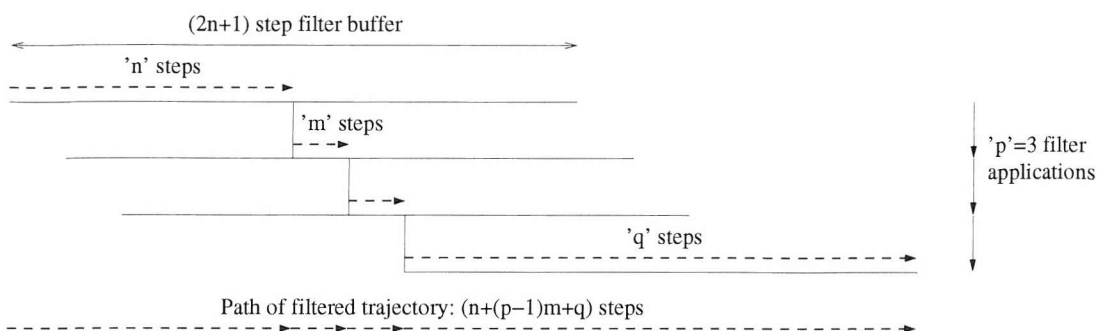 (2n+1) step filter buffer
'n' steps
'm' steps
'p'=3 filter
applications
'q' steps
Path of filtered trajectory: (n+(p−1)m+q) steps